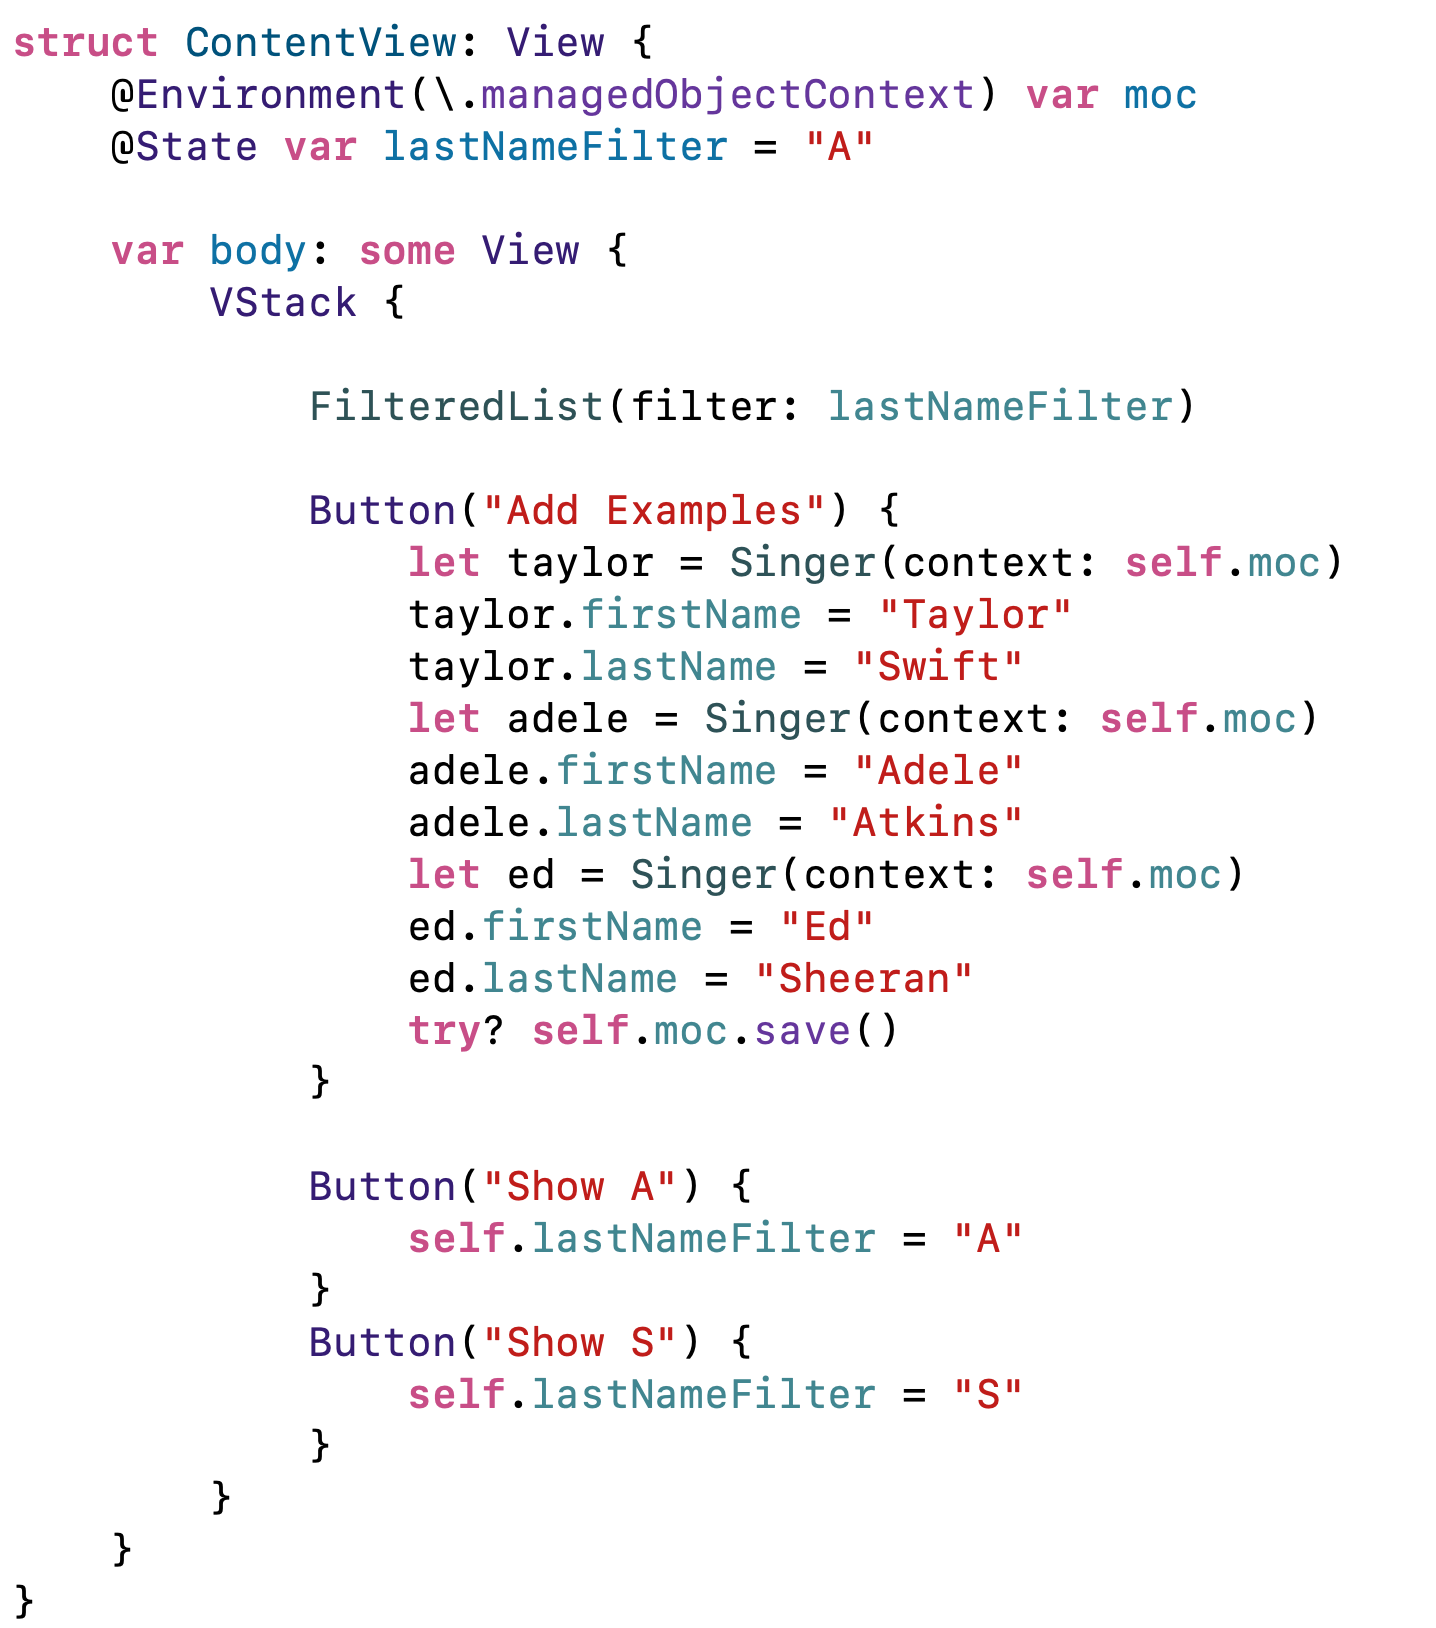 struct ContentView: View {
    @Environment(\.managedObjectContext) var moc
    @State var lastNameFilter = "A"

    var body: some View {
        VStack {

            FilteredList(filter: lastNameFilter)

            Button("Add Examples") {
                let taylor = Singer(context: self.moc)
                taylor.firstName = "Taylor"
                taylor.lastName = "Swift"
                let adele = Singer(context: self.moc)
                adele.firstName = "Adele"
                adele.lastName = "Atkins"
                let ed = Singer(context: self.moc)
                ed.firstName = "Ed"
                ed.lastName = "Sheeran"
                try? self.moc.save()
            }

            Button("Show A") {
                self.lastNameFilter = "A"
            }
            Button("Show S") {
                self.lastNameFilter = "S"
            }
        }
    }
}